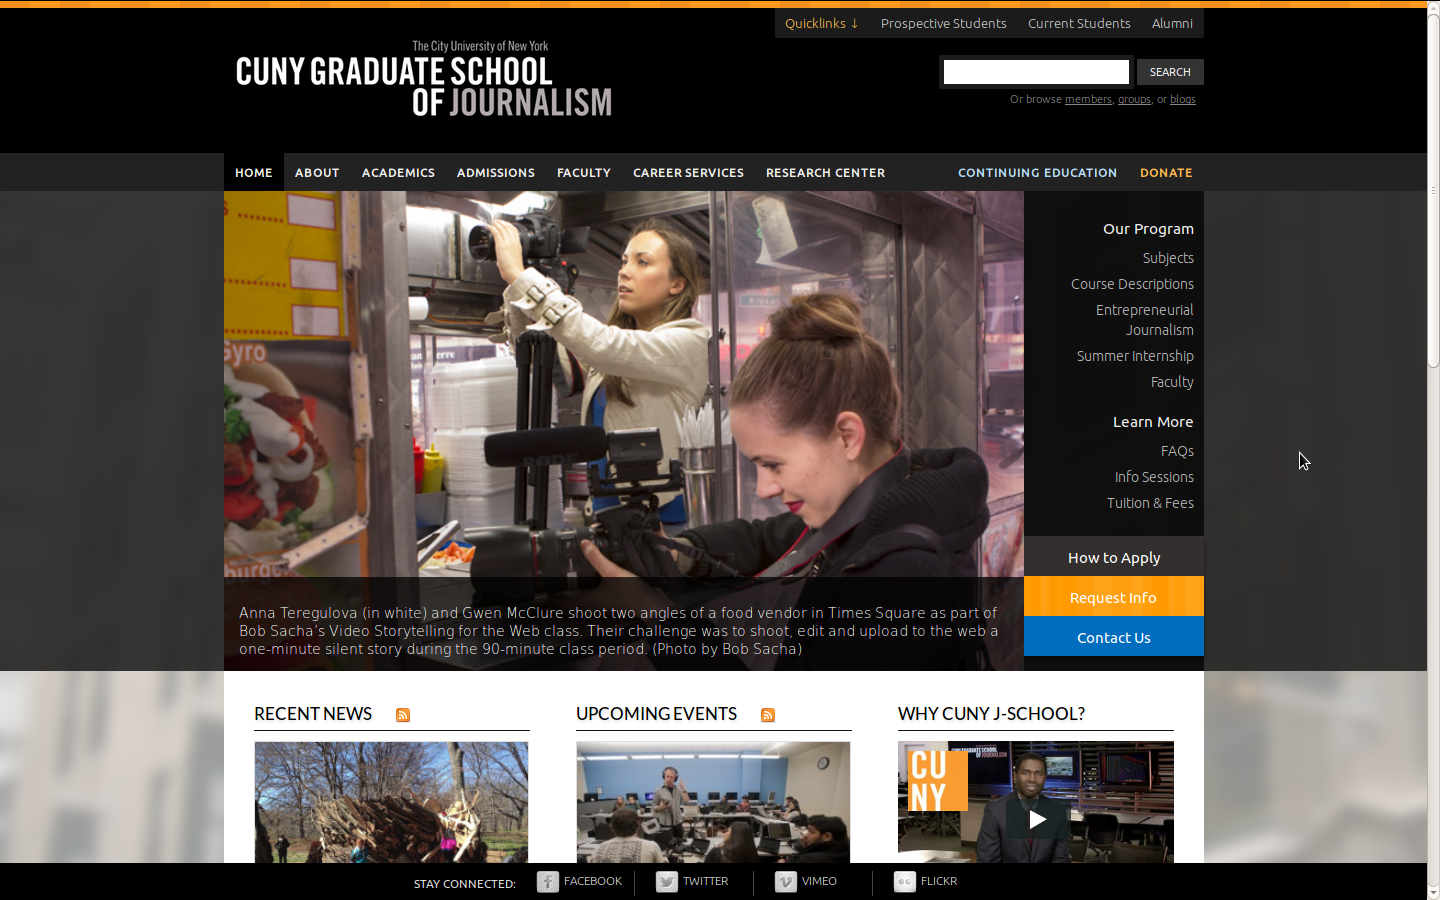 Quicklinks ↓ Prospective Students Current Students Alumni
The City University of New York
CUNY GRADUATE SCHOOL
OF JOURNALISM
SEARCH
Or browse members, groups, or blogs
HOME ABOUT ACADEMICS ADMISSIONS FACULTY CAREER SERVICES RESEARCH CENTER CONTINUING EDUCATION DONATE
Gyro
RODE
Our Program
Subjects
Course Descriptions
Entrepreneurial
Journalism
Summer Internship
Faculty
Learn More
FAQs
Info Sessions
Tuition & Fees
How to Apply
Request Info
Contact Us
Anna Teregulova (in white) and Gwen McClure shoot two angles of a food vendor in Times Square as part of
Bob Sacha's Video Storytelling for the Web class. Their challenge was to shoot, edit and upload to the web a
one-minute silent story during the 90-minute class period. (Photo by Bob Sacha)
RECENT NEWS UPCOMING EVENTS WHY CUNY J-SCHOOL?
CU
NY
STAY CONNECTED: FACEBOOK TWITTER VIMEO FLICKR